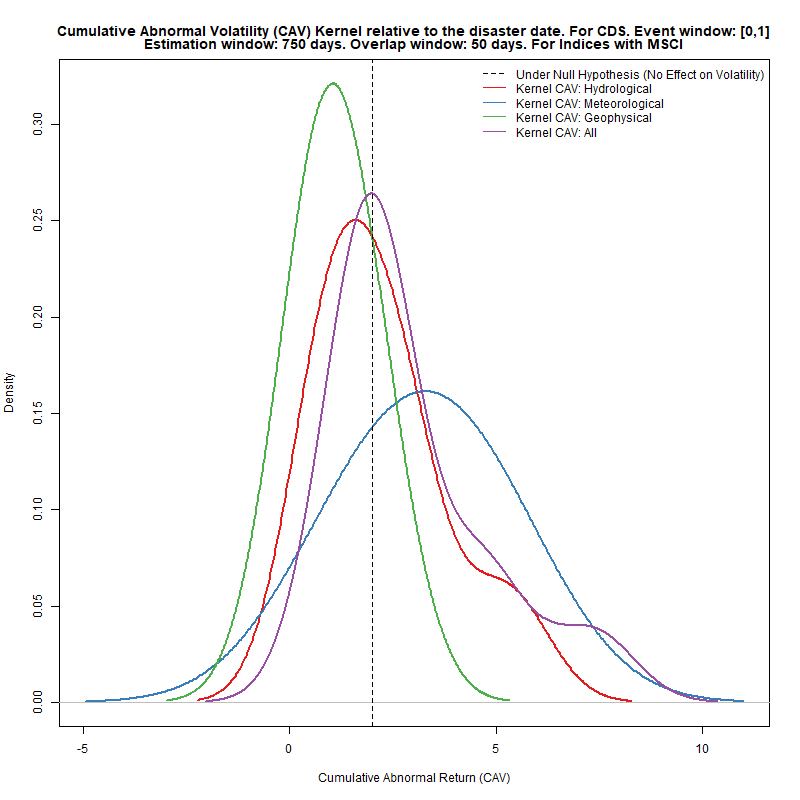 Cumulative Abnormal Volatility (CAV) Kernel relative to the disaster date. For CDS. Event window: [0,1]
Estimation window: 750 days. Overlap window: 50 days. For Indices with MSCI
Under Null Hypothesis (No Effect on Volatility)
Kernel CAV: Hydrological
Kernel CAV: Meteorological
Kernel CAV: Geophysical
Kernel CAV: All
Density
0.30
0.25
0.20
0.15
0.10
0.05
0.00
-5
0
5
10
Cumulative Abnormal Return (CAV)